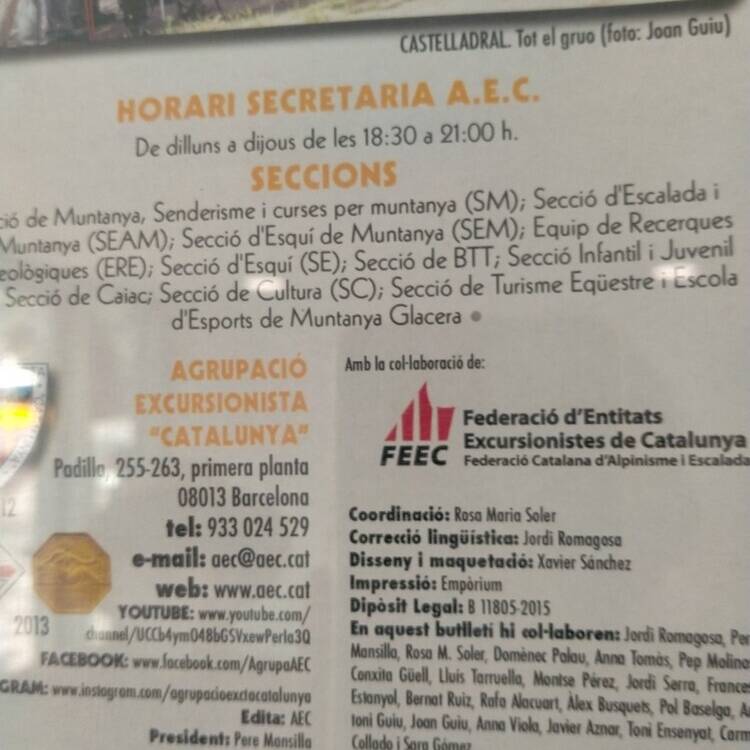 CASTELLADRAL. Tot el grup (foto: Joan Guiu)
HORARI SECRETARIA A.E.C.
De dilluns a dijous de les 18:30 a 21:00 h.
SECCIONS
ció de Muntanya, Senderisme i curses per muntanya (SM); Secció d'Escalada i
Muntanya (SEAM); Secció d'Esquí de Muntanya (SEM); Equip de Recerques
eològiques (ERE); Secció d'Esquí (SE); Secció de BTT; Secció Infantil i Juvenil
Secció de Caiac; Secció de Cultura (SC); Secció de Turisme Eqüestre i Escola
d'Esports de Muntanya Glacera
AGRUPACIÓ
EXCURSIONISTA
"CATALUNYA"
Padilla, 255-263, primera planta
08013 Barcelona
tel: 933 024 529
e-mail: aec@aec.cat
web: www.aec.cat
YOUTUBE: www.youtube.com/
channel/UCCb4ym048bGSVxewPerla3Q
FACEBOOK: www.facebook.com/AgrupaAEC
GRAM: www.instagram.com/agrupacioexctacatalunya
Edita: AEC
President: Pere Mansilla
12
2013
Amb la col·laboració de:
FEEC
Federació d'Entitats
Excursionistes de Catalunya
Federació Catalana d'Alpinisme i Escalada
Coordinació: Rosa Maria Soler
Correcció lingüística: Jordi Romagosa
Disseny i maquetació: Xavier Sánchez
Impressió: Empòrium
Dipòsit Legal: B 11805-2015
En aquest butlletí hi col·laboren: Jordi Romagosa, Per
Mansilla, Rosa M. Soler, Domènec Palau, Anna Tomàs, Pep Molino
Conxita Güell, Lluís Tarruella, Montse Pérez, Jordi Serra, Frances
Estanyol, Bernat Ruiz, Rafa Alacuart, Àlex Busquets, Pol Baselga, A
toni Guiu, Joan Guiu, Anna Viola, Javier Aznar, Toni Ensenyat, Carm
Collado i Sara Gómez